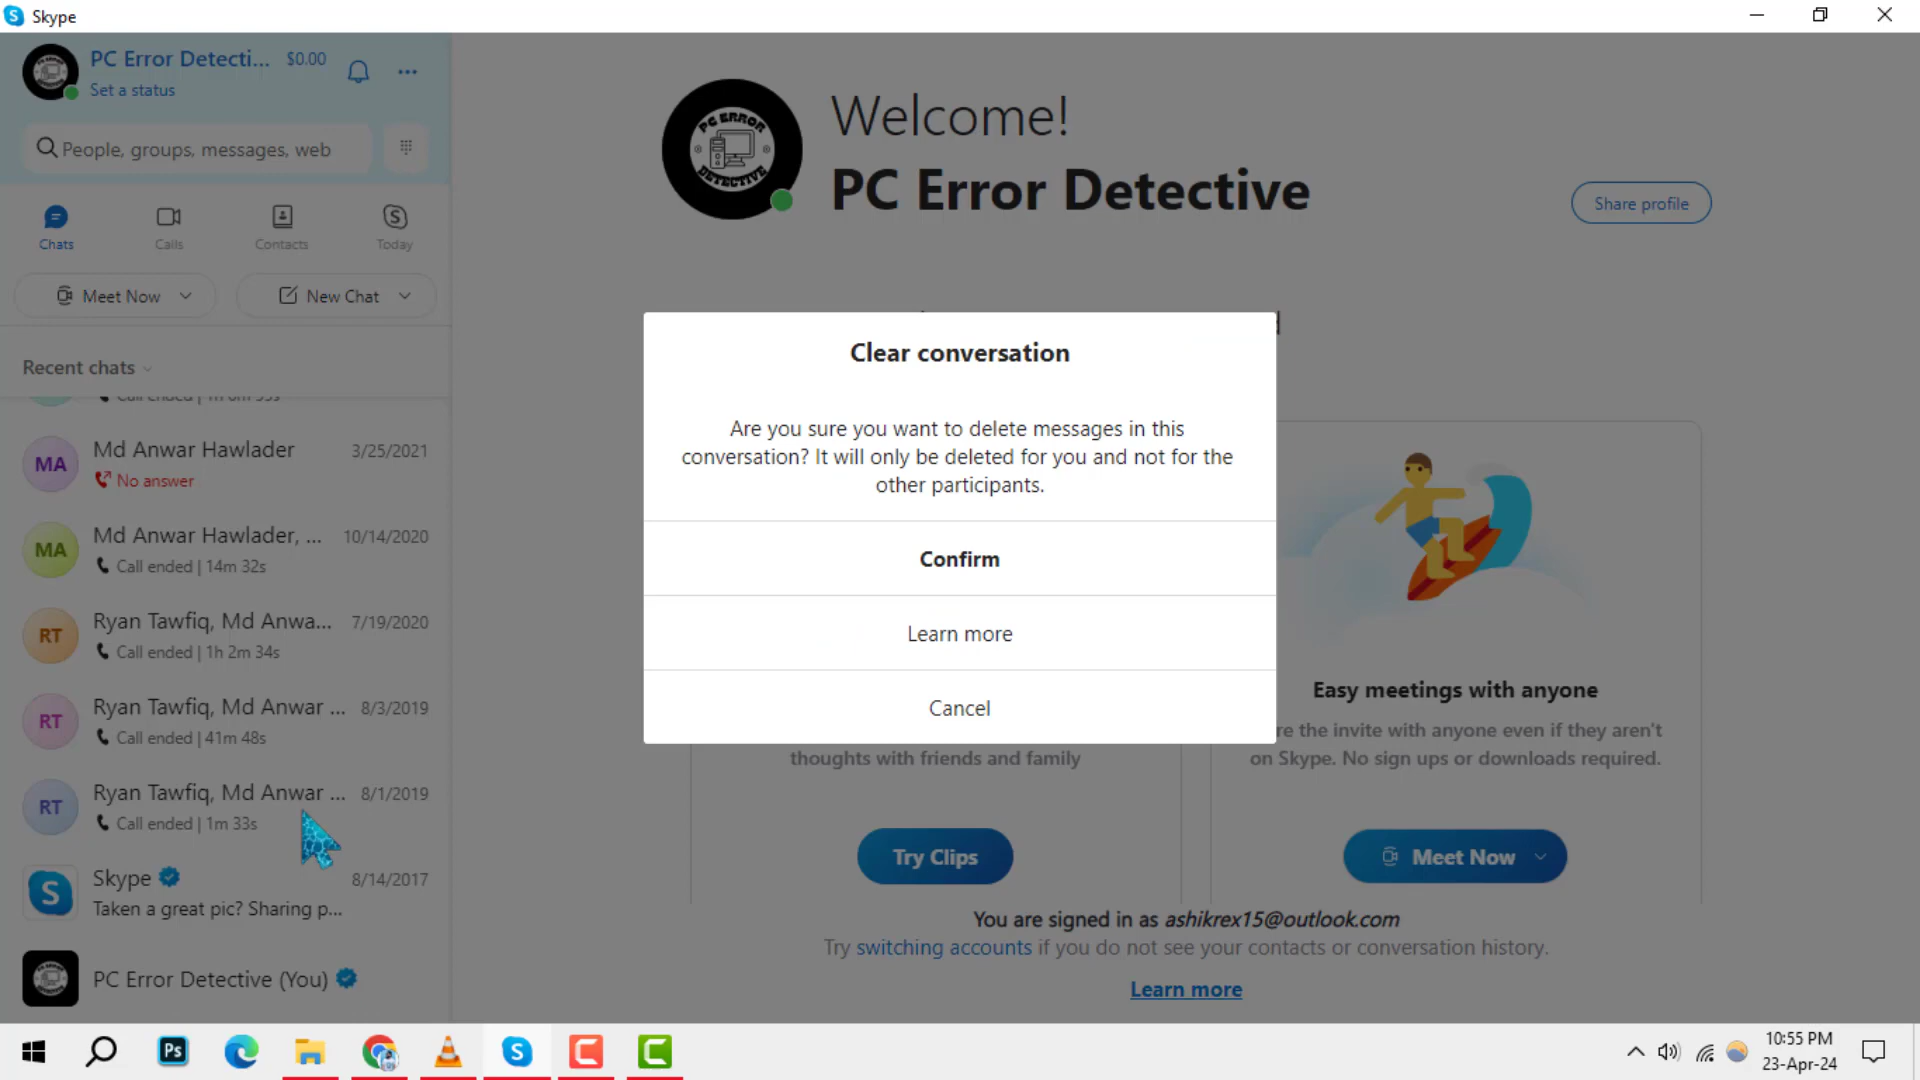 Skype
PC Error Detecti... $0.00
Set a status
People, groups, messages, web
Chats
Calls
Contacts
Today
Meet Now
New Chat
Recent chats
Md Anwar Hawlader 3/25/2021
No answer
Md Anwar Hawlader, ... 10/14/2020
Call ended | 14m 32s
Ryan Tawfiq, Md Anwa... 7/19/2020
Call ended | 1h 2m 34s
Ryan Tawfiq, Md Anwar ... 8/3/2019
Call ended | 41m 48s
Ryan Tawfiq, Md Anwar ... 8/1/2019
Call ended | 1m 33s
Skype 8/14/2017
Taken a great pic? Sharing p...
PC Error Detective (You)
PC ERROR
DETECTIVE
Welcome!
PC Error Detective
Share profile
Clear conversation
Are you sure you want to delete messages in this
conversation? It will only be deleted for you and not for the
other participants.
Confirm
Learn more
Cancel
thoughts with friends and family
Try Clips
Easy meetings with anyone
re the invite with anyone even if they aren't
on Skype. No sign ups or downloads required.
Meet Now
You are signed in as ashikrex15@outlook.com
Try switching accounts if you do not see your contacts or conversation history.
Learn more
MA
MA
RT
RT
RT
Ps
10:55 PM
23-Apr-24